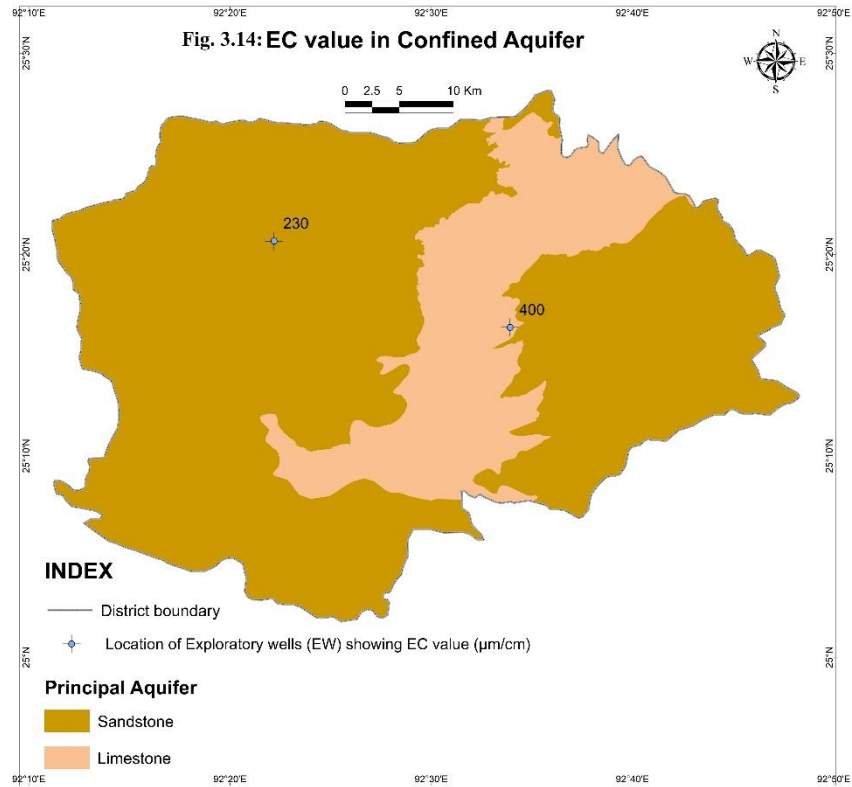 92°10'E 92°20'E 92°30'E 92°40'E 92°50'E
Fig. 3.14: EC value in Confined Aquifer
N
W E
S
0 2.5 5 10 Km
25°30'N 25°30'N
230
25°20'N 25°20'N
400
25°10'N 25°10'N
INDEX
District boundary
Location of Exploratory wells (EW) showing EC value (µm/cm)
25°N 25°N
Principal Aquifer
Sandstone
Limestone
92°10'E 92°20'E 92°30'E 92°40'E 92°50'E